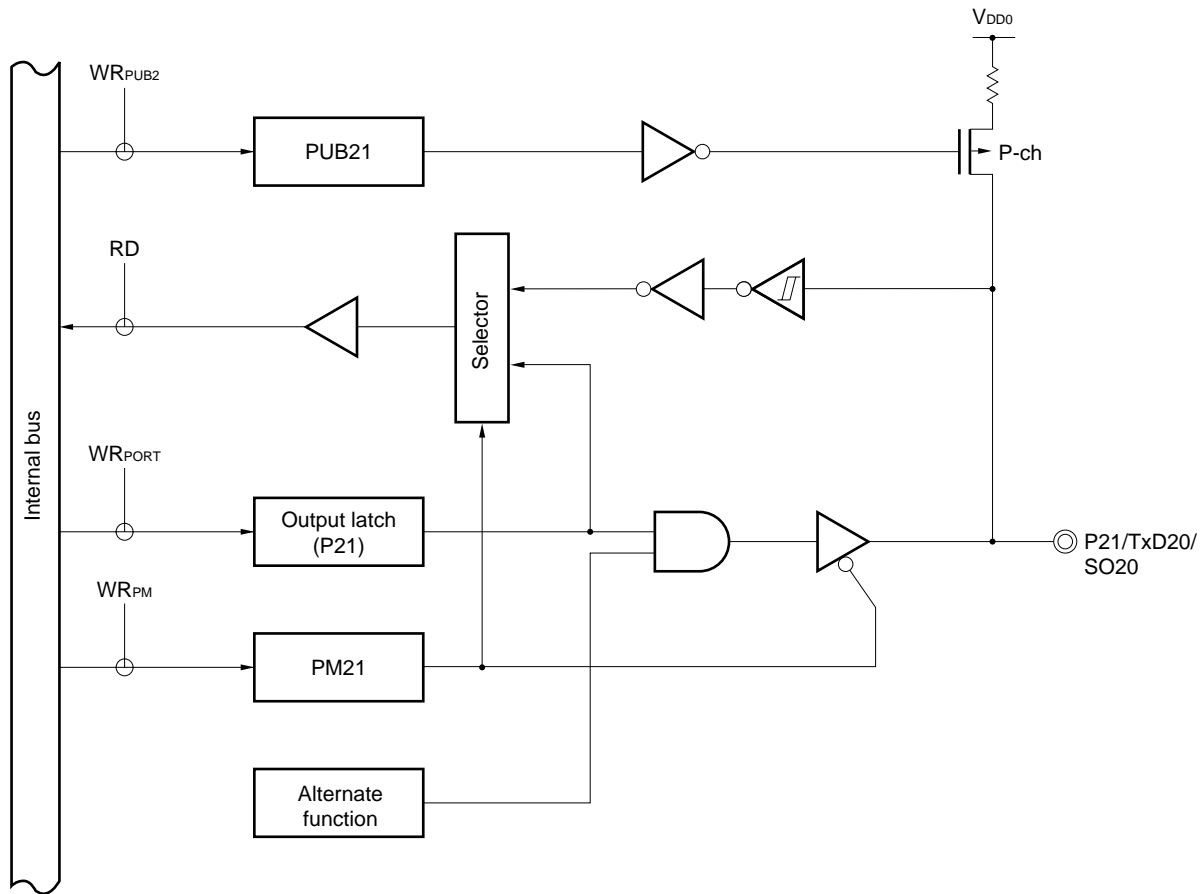 VDD0
WRPUB2
PUB21
P-ch
RD
Selector
Internal bus
WRPORT
Output latch
(P21)
P21/TxD20/
SO20
WRPM
PM21
Alternate
function